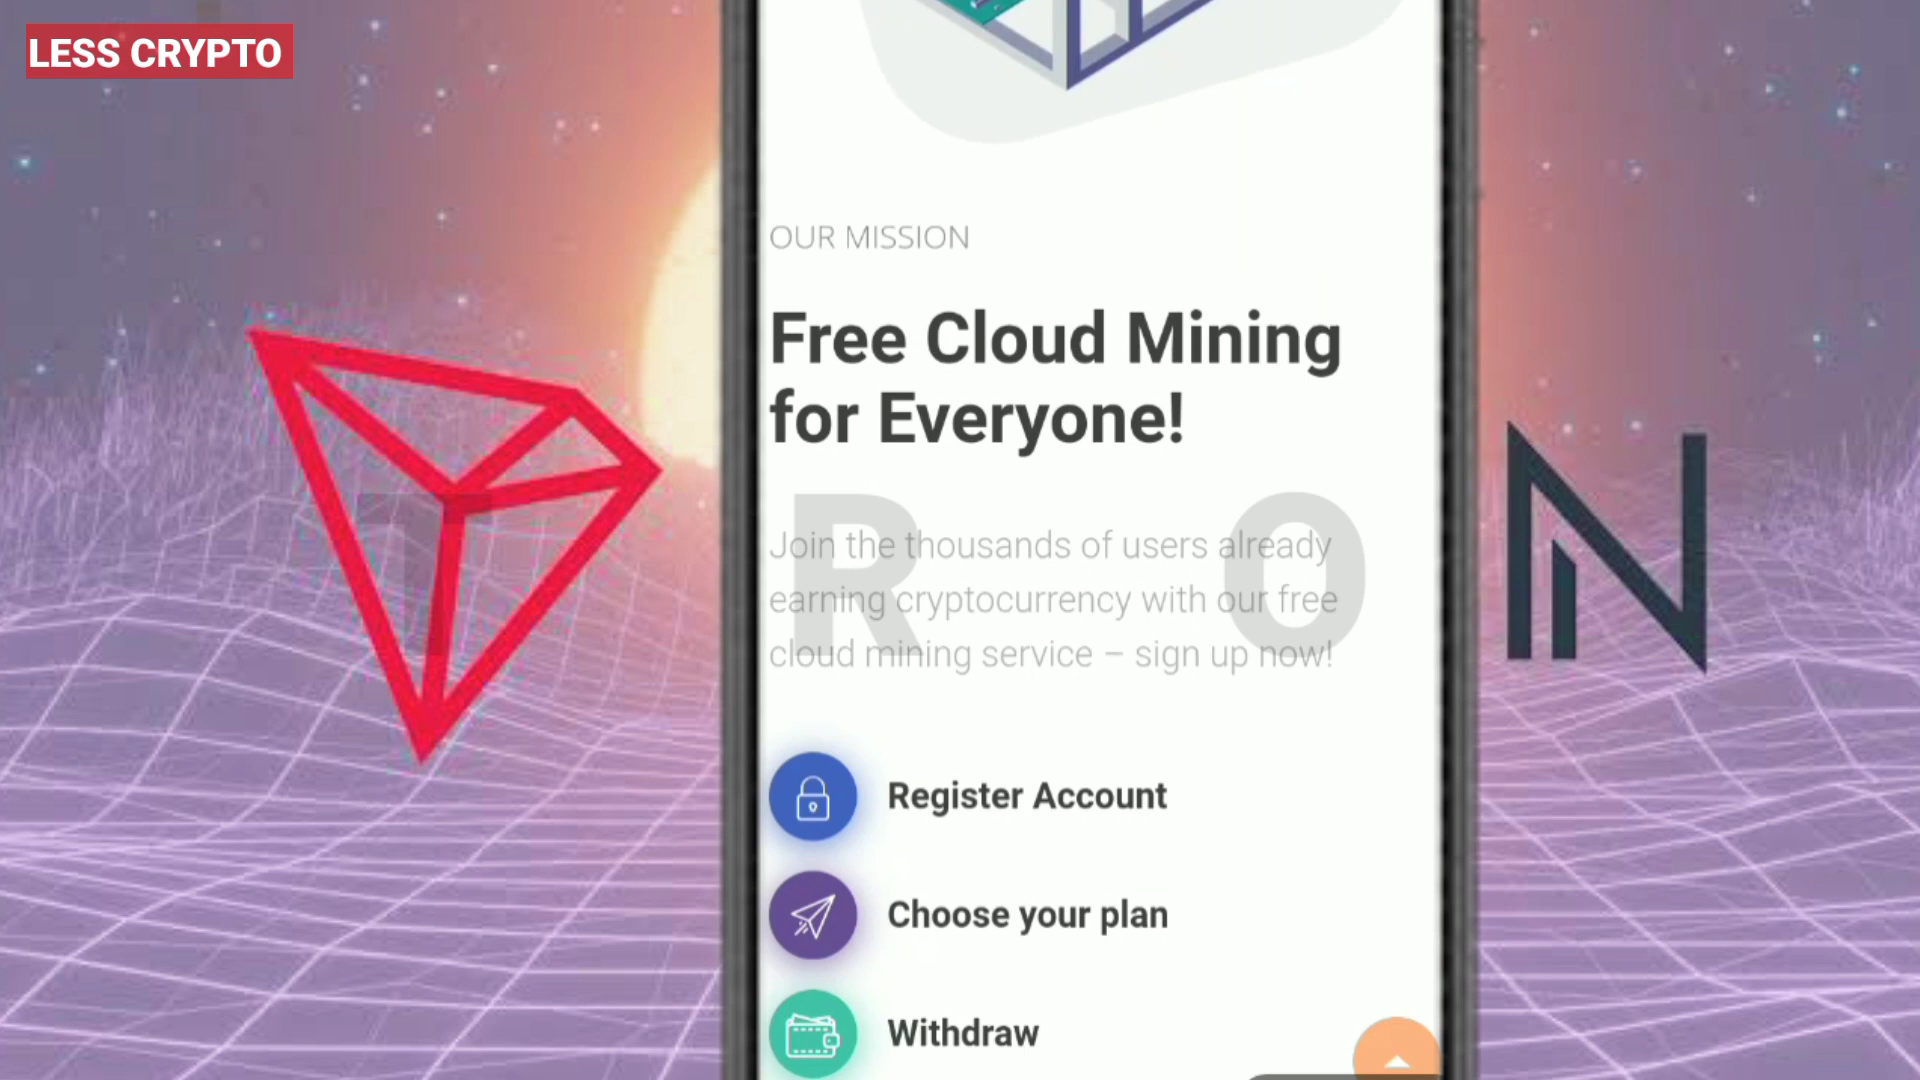 LESS CRYPTO
OUR MISSION
Free Cloud Mining
for Everyone!
T R O N
Join the thousands of users already
earning cryptocurrency with our free
cloud mining service – sign up now!
Register Account
Choose your plan
Withdraw